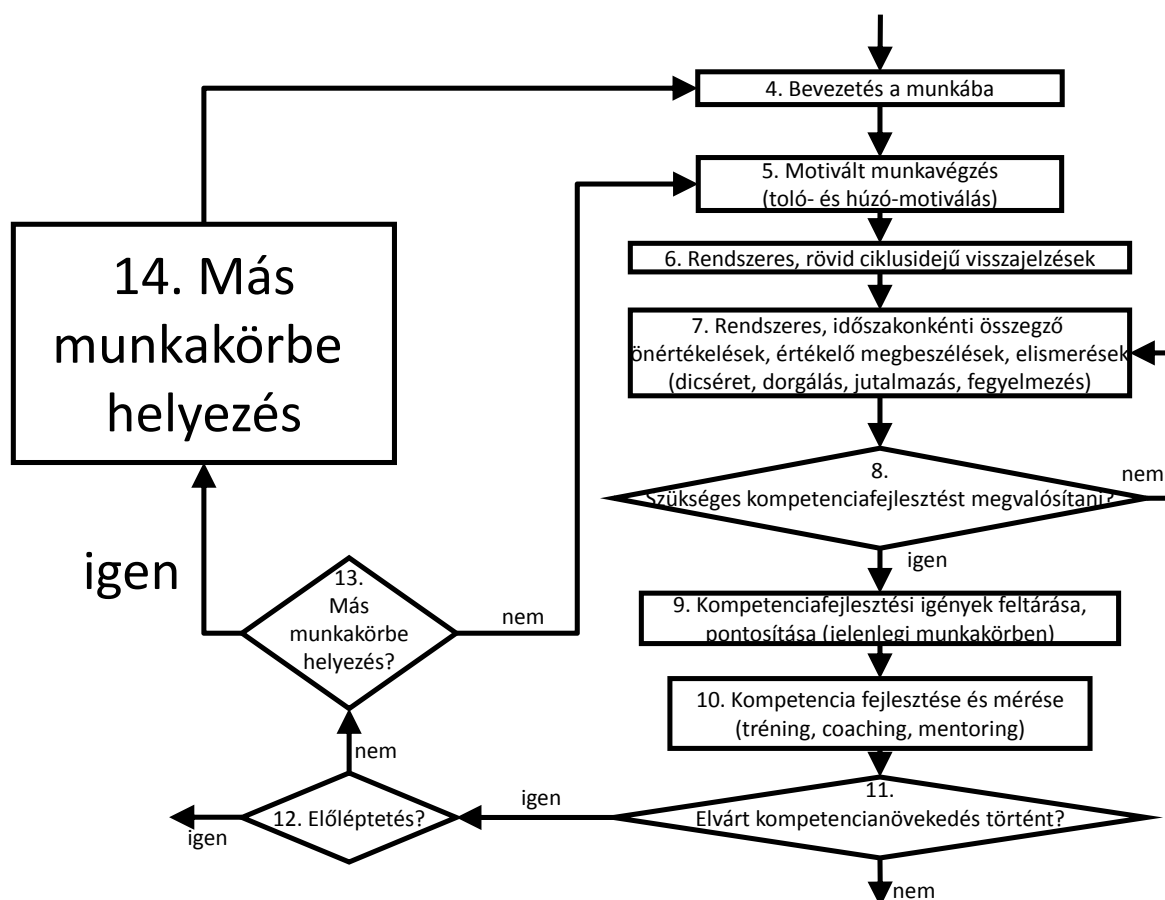 4. Bevezetés a munkába
5. Motivált munkavégzés
(toló- és húzó-motiválás)
6. Rendszeres, rövid ciklusidejű visszajelzések
7. Rendszeres, időszakonkénti összegző
önértékelések, értékelő megbeszélések, elismerések
(dicséret, dorgálás, jutalmazás, fegyelmezés)
8.
Szükséges kompetenciafejlesztést megvalósítani?
nem
igen
9. Kompetenciafejlesztési igények feltárása,
pontosítása (jelenlegi munkakörben)
10. Kompetencia fejlesztése és mérése
(tréning, coaching, mentoring)
11.
Elvárt kompetencianövekedés történt?
igen
nem
12. Előléptetés?
igen
nem
13.
Más
munkakörbe
helyezés?
nem
igen
14. Más
munkakörbe
helyezés